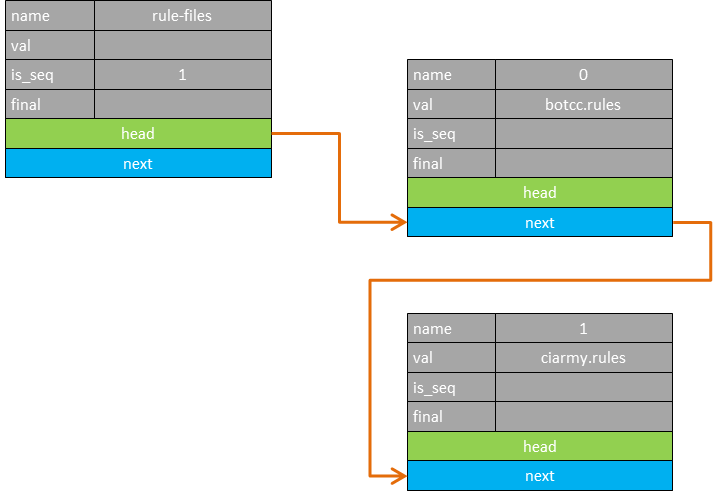 name rule-files
val
is_seq 1
final
head
next
name 0
val botcc.rules
is_seq
final
head
next
name 1
val ciarmy.rules
is_seq
final
head
next